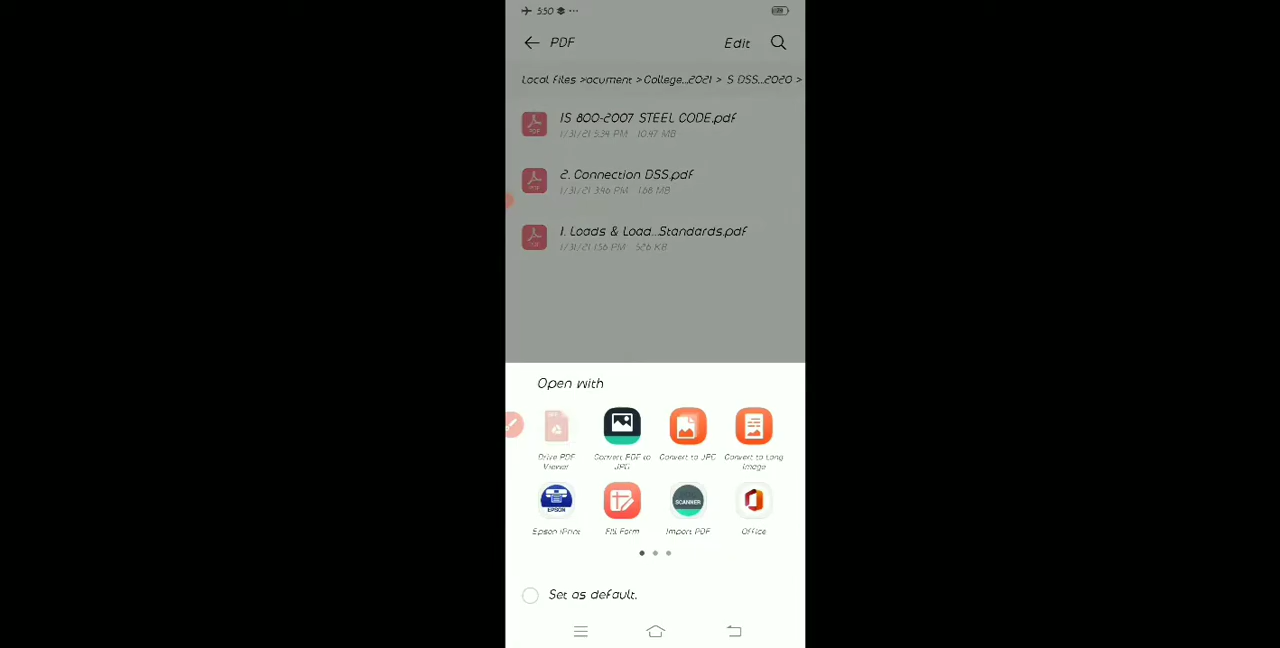 5:50 ...
PDF
Edit
Local Files >ocument >College...2021 > S DSS...2020 >
IS 800-2007 STEEL CODE.pdf
1/31/21 5:34 PM 10.47 MB
2. Connection DSS.pdf
1/31/21 3:46 PM 1.68 MB
1. Loads & Load...Standards.pdf
1/31/21 1:56 PM 526 KB
Open with
Drive PDF Viewer
Convert PDF to JPG
Convert to JPG
Convert to Long Image
EPSON
SCANNER
Epson iPrint
Fill Form
Import PDF
Office
Set as default.